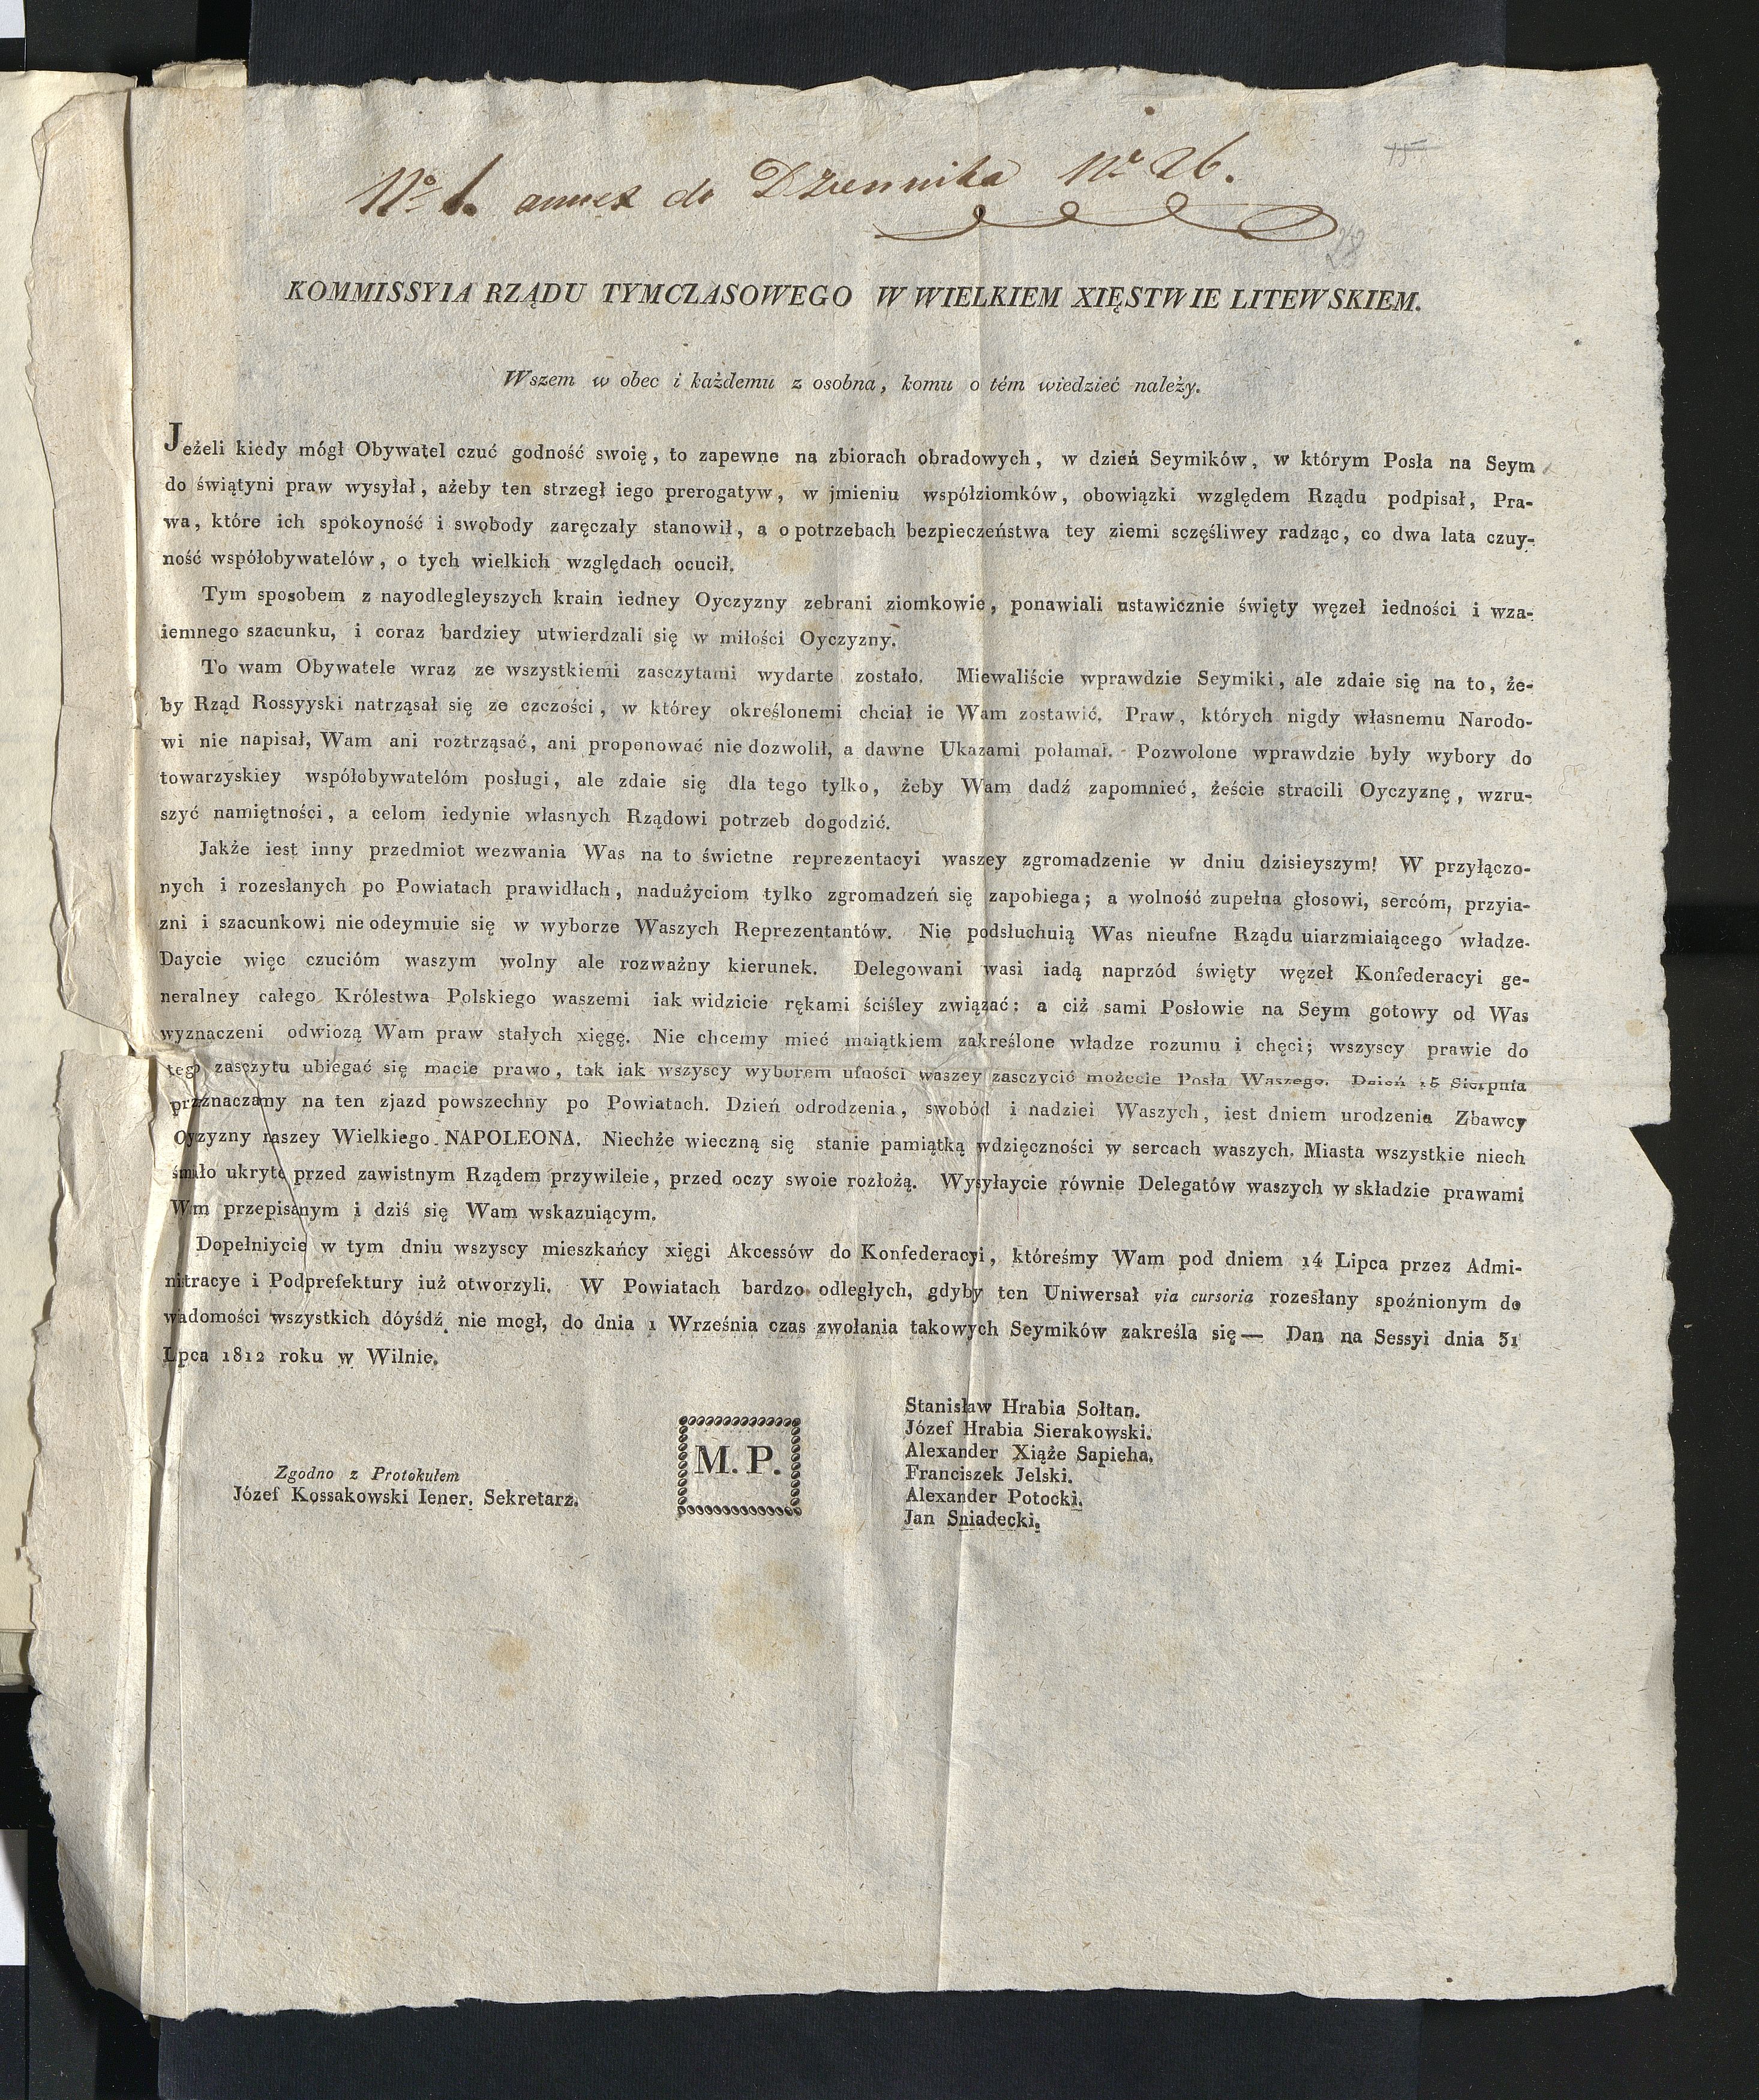 Nº 1. annex do Dziennika Nr 26.
KOMMISSYIA RZĄDU TYMCZASOWEGO W WIELKIEM XIĘSTWIE LITEWSKIEM.
Wszem w obec i każdemu z osobna, komu o tém wiedzieć należy.
Jeżeli kiedy mógł Obywatel czuć godność swoię, to zapewne na zbiorach obradowych, w dzień Seymików, w którym Posła na Seym
do świątyni praw wysyłał, ażeby ten strzegł iego prerogatyw, w jmieniu współziomków, obowiązki względem Rządu podpisał, Pra-
wa, które ich spokoyność i swobody zaręczały stanowił, a o potrzebach bezpieczeństwa tey ziemi sczęśliwey radząc, co dwa lata czuy-
ność współobywatelów, o tych wielkich względach ocucił.
Tym sposobem z nayodlegleyszych krain iedney Oyczyzny zebrani ziomkowie, ponawiali ustawicznie święty węzeł iedności i wza-
iemnego szacunku, i coraz bardziey utwierdzali się w miłości Oyczyzny.
To wam Obywatele wraz ze wszystkiemi zasczytami wydarte zostało. Miewaliście wprawdzie Seymiki, ale zdaie się na to, że-
by Rząd Rossyyski natrząsał się ze czczości, w którey określonemi chciał ie Wam zostawić. Praw, których nigdy własnemu Narodo-
wi nie napisał, Wam ani roztrząsać, ani proponować nie dozwolił, a dawne Ukazami połamał. Pozwolone wprawdzie były wybory do
towarzyskiey współobywatelóm posługi, ale zdaie się dla tego tylko, żeby Wam dadź zapomnieć, żeście stracili Oyczyznę, wzru-
szyć namiętności, a celom iedynie własnych Rządowi potrzeb dogodzić.
Jakże iest inny przedmiot wezwania Was na to świetne reprezentacyi waszey zgromadzenie w dniu dzisieyszym! W przyłączo-
nych i rozesłanych po Powiatach prawidłach, nadużyciom tylko zgromadzeń się zapobiega; a wolność zupełna głosowi, sercóm, przyia-
zni i szacunkowi nie odeymuie się w wyborze Waszych Reprezentantów. Nie podsłuchuią Was nieufne Rządu uiarzmiaiącego władze.
Daycie więc czucióm waszym wolny ale rozważny kierunek. Delegowani wasi iadą naprzód święty węzeł Konfederacyi ge-
neralney całego Królestwa Polskiego waszemi iak widzicie rękami ściśley związać: a ciż sami Posłowie na Seym gotowy od Was
wyznaczeni odwiozą Wam praw stałych xięgę. Nie chcemy mieć maiątkiem zakreślone władze rozumu i chęci; wszyscy prawie do
tego zasczytu ubiegać się macie prawo, tak iak wszyscy wyborem ufności waszey zasczycić możecie Posła Waszego. Dzień 15 Sierpnia
przeznaczamy na ten zjazd powszechny po Powiatach. Dzień odrodzenia, swobód i nadziei Waszych, iest dniem urodzenia Zbawcy
Oyzyzny naszey Wielkiego NAPOLEONA. Niechże wieczną się stanie pamiątką wdzięczności w sercach waszych. Miasta wszystkie niech
śmiło ukryte przed zawistnym Rządem przywileie, przed oczy swoie rozłożą. Wysyłaycie równie Delegatów waszych w składzie prawami
Wm przepisanym i dziś się Wam wskazuiącym.
Dopełniycie w tym dniu wszyscy mieszkańcy xięgi Akcessów do Konfederacyi, któreśmy Wam pod dniem 14 Lipca przez Admi-
nitracye i Podprefektury iuż otworzyli. W Powiatach bardzo odległych, gdyby ten Uniwersał via cursoria rozesłany spoźnionym do
wiadomości wszystkich dóyśdź nie mogł, do dnia 1 Września czas zwołania takowych Seymików zakreśla się — Dan na Sessyi dnia 31
Lpca 1812 roku w Wilnie.
Stanisław Hrabia Sołtan.
Józef Hrabia Sierakowski.
Alexander Xiąże Sapieha.
Franciszek Jelski.
Alexander Potocki.
Jan Sniadecki.
M. P.
Zgodno z Protokułem
Józef Kossakowski Iener. Sekretarz.